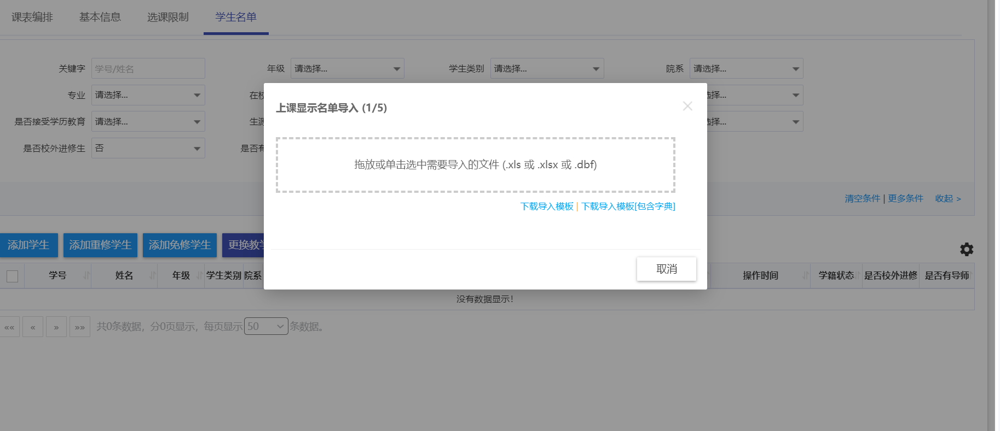 课表编排 基本信息 选课限制 学生名单
关键字 学号/姓名 年级 请选择... 学生类别 请选择... 院系 请选择...
专业 请选择... 在校 选择...
上课显示名单导入 (1/5)
是否接受学历教育 请选择... 生源 选择...
是否校外进修生 否 是否有
拖放或单击选中需要导入的文件 (.xls 或 .xlsx 或 .dbf)
清空条件 | 更多条件 收起 >
下载导入模板 | 下载导入模板[包含字典]
添加学生 添加重修学生 添加免修学生 更换教学
取消
学号 姓名 年级 学生类别 院系 操作时间 学籍状态 是否校外进修 是否有导师
没有数据显示!
«« « » »» 共0条数据，分0页显示，每页显示 50 条数据。